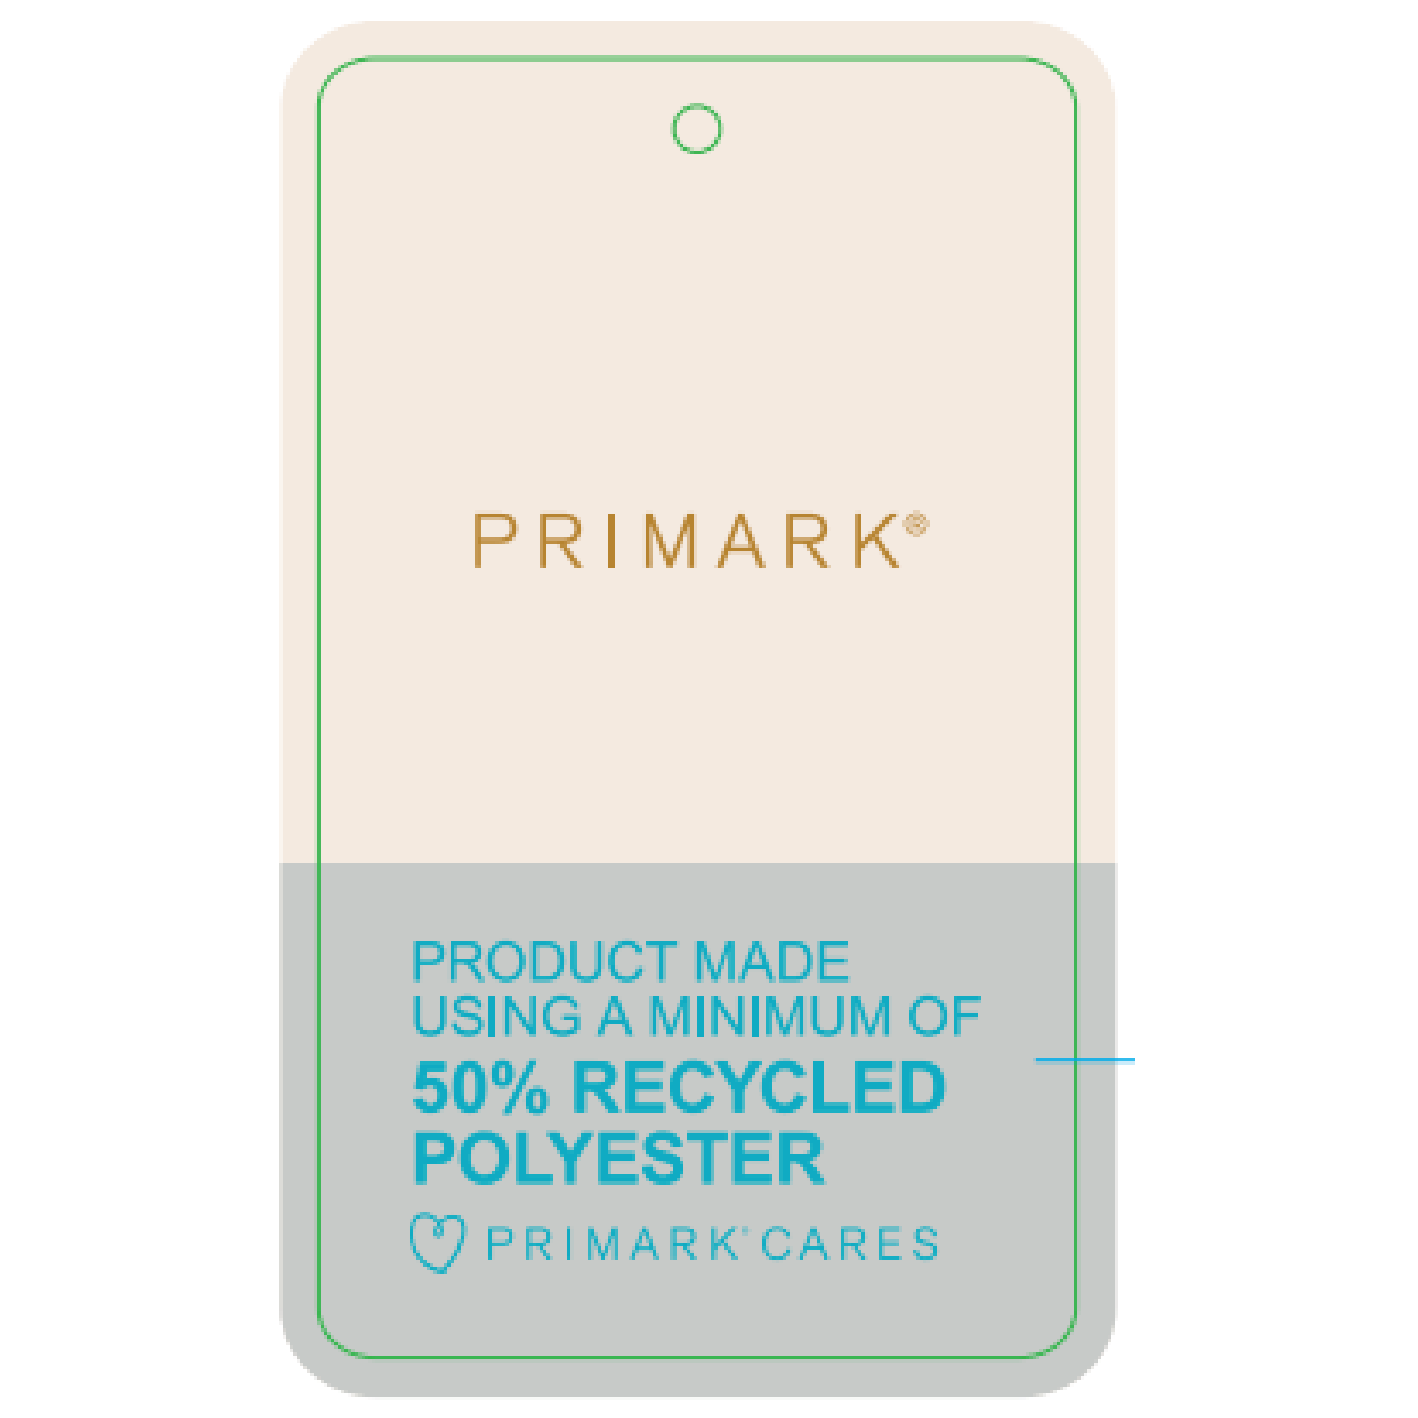 PRIMARK®
PRODUCT MADE
USING A MINIMUM OF
50% RECYCLED
POLYESTER
PRIMARK® CARES